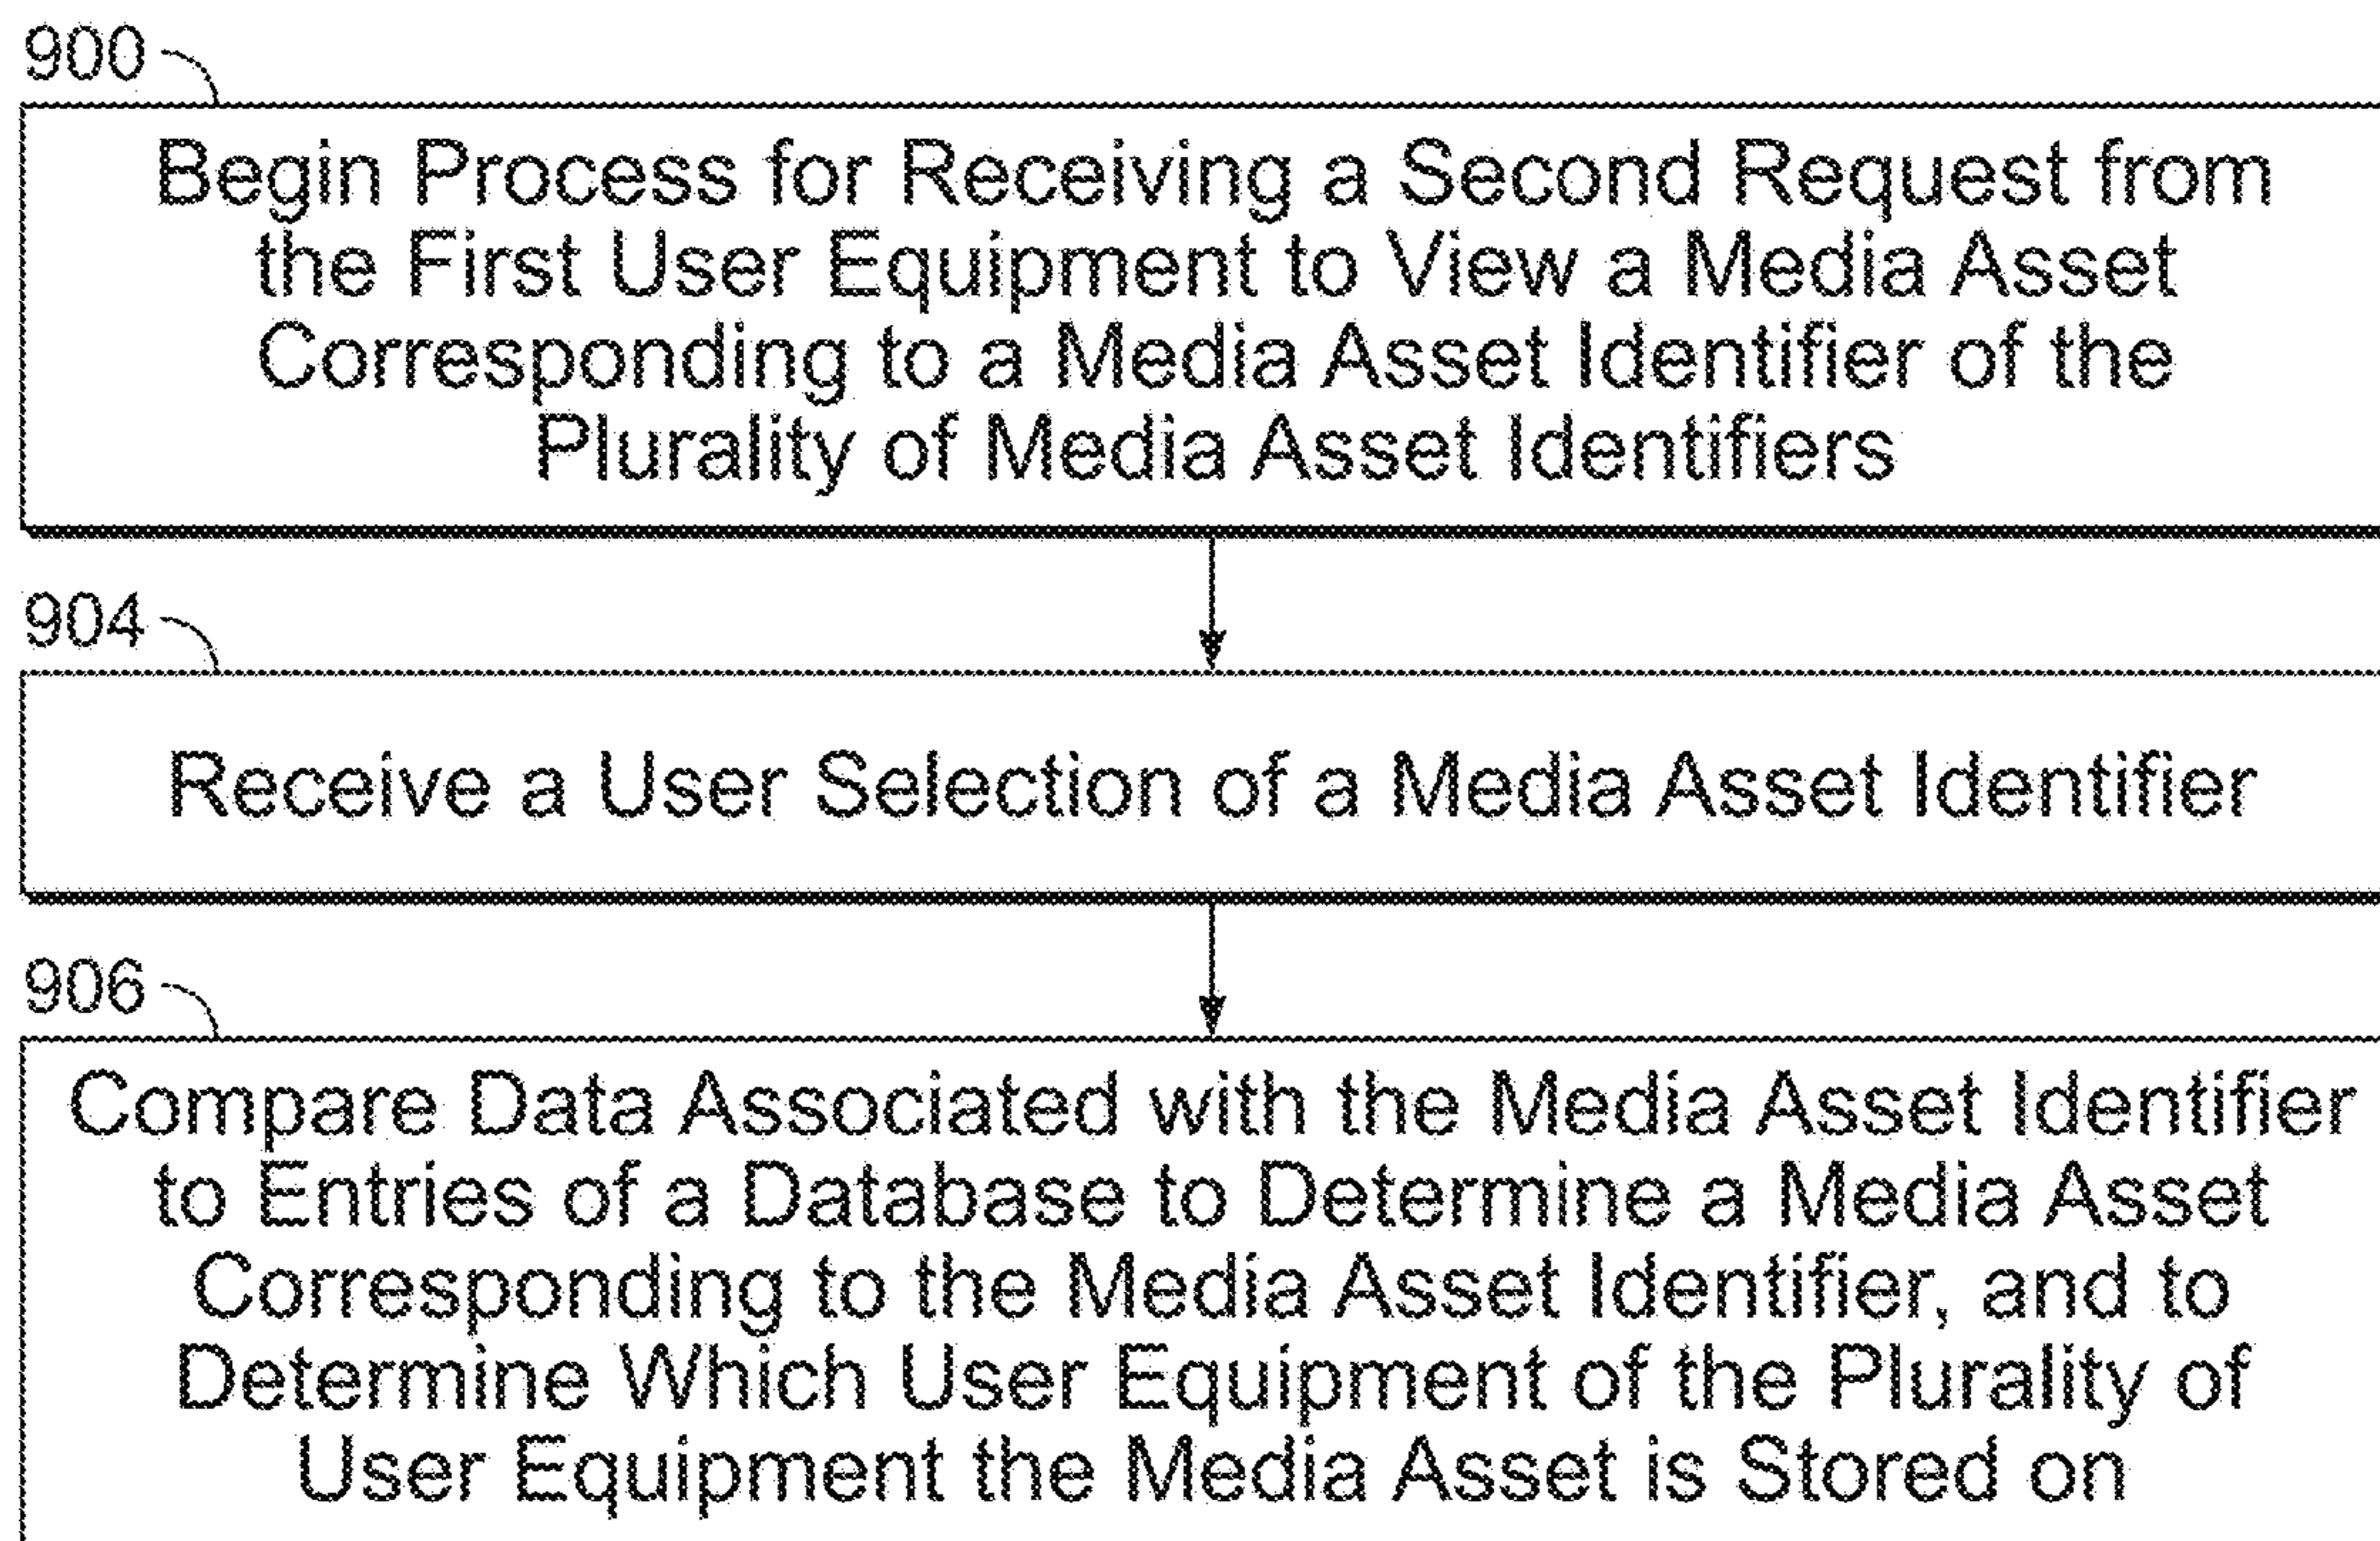 900
Begin Process for Receiving a Second Request from
the First User Equipment to View a Media Asset
Corresponding to a Media Asset Identifier of the
Plurality of Media Asset Identifiers
904
Receive a User Selection of a Media Asset Identifier
906
Compare Data Associated with the Media Asset Identifier
to Entries of a Database to Determine a Media Asset
Corresponding to the Media Asset Identifier, and to
Determine Which User Equipment of the Plurality of
User Equipment the Media Asset is Stored on